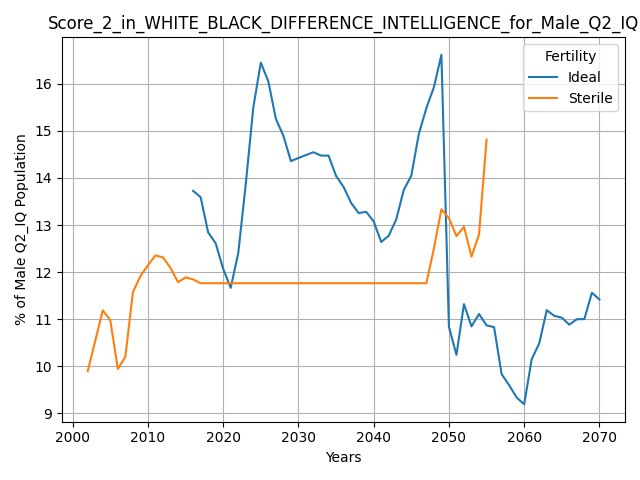 Score_2_in_WHITE_BLACK_DIFFERENCE_INTELLIGENCE_for_Male_Q2_IQ
Fertility
Ideal
Sterile
% of Male Q2_IQ Population
16
15
14
13
12
11
10
9
2000 2010 2020 2030 2040 2050 2060 2070
Years